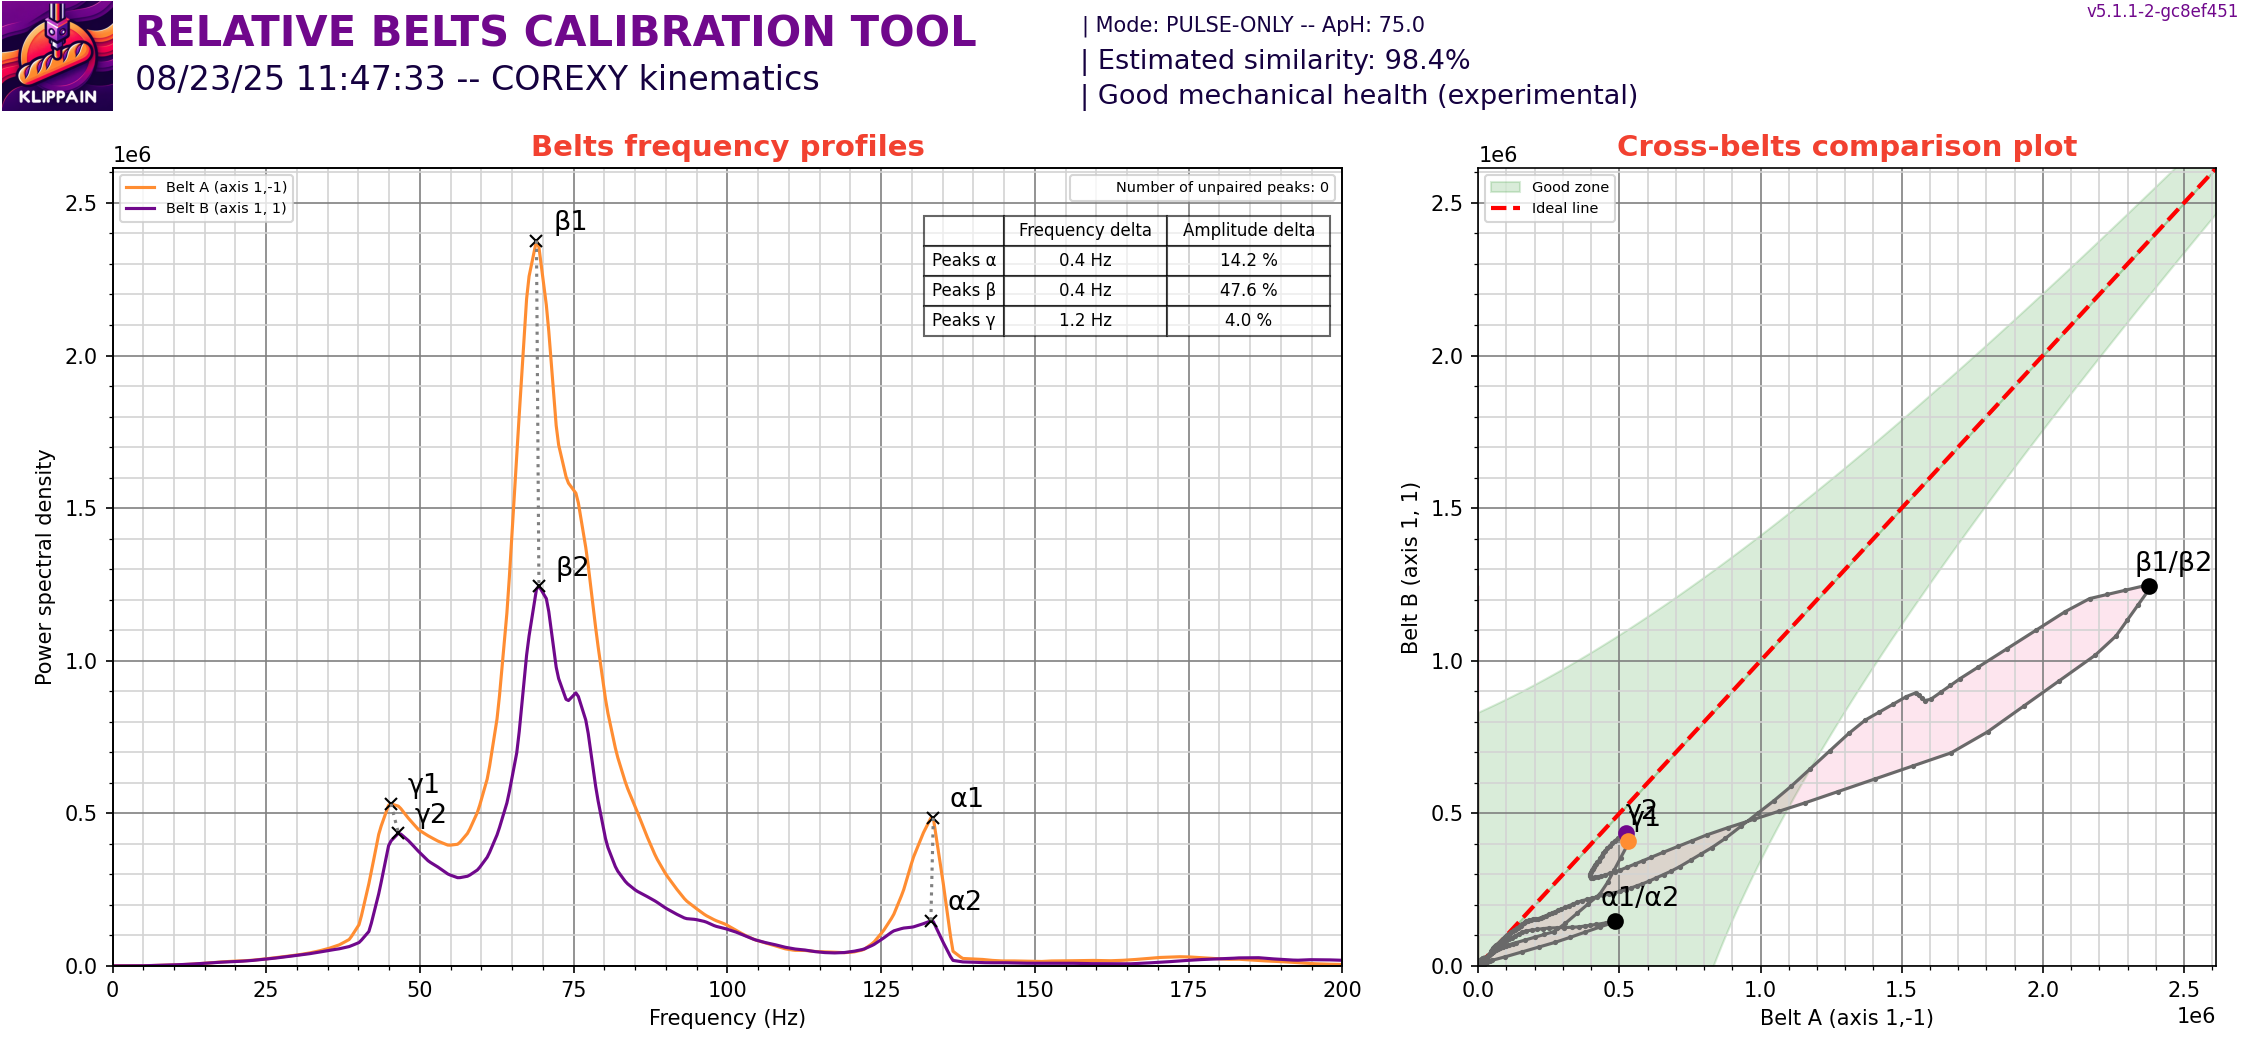 KLIPPAIN
RELATIVE BELTS CALIBRATION TOOL
08/23/25 11:47:33 -- COREXY kinematics
| Mode: PULSE-ONLY -- ApH: 75.0
| Estimated similarity: 98.4%
| Good mechanical health (experimental)
v5.1.1-2-gc8ef451
Belts frequency profiles
1e6
Belt A (axis 1,-1)
Belt B (axis 1, 1)
Number of unpaired peaks: 0
Frequency delta Amplitude delta
Peaks α 0.4 Hz 14.2 %
Peaks β 0.4 Hz 47.6 %
Peaks γ 1.2 Hz 4.0 %
β1
β2
γ1
γ2
α1
α2
2.5
2.0
1.5
1.0
0.5
0.0
Power spectral density
0 25 50 75 100 125 150 175 200
Frequency (Hz)
Cross-belts comparison plot
1e6
Good zone
Ideal line
β1/β2
γ2
γ1
α1/α2
2.5
2.0
1.5
1.0
0.5
0.0
Belt B (axis 1, 1)
0.0 0.5 1.0 1.5 2.0 2.5
1e6
Belt A (axis 1,-1)